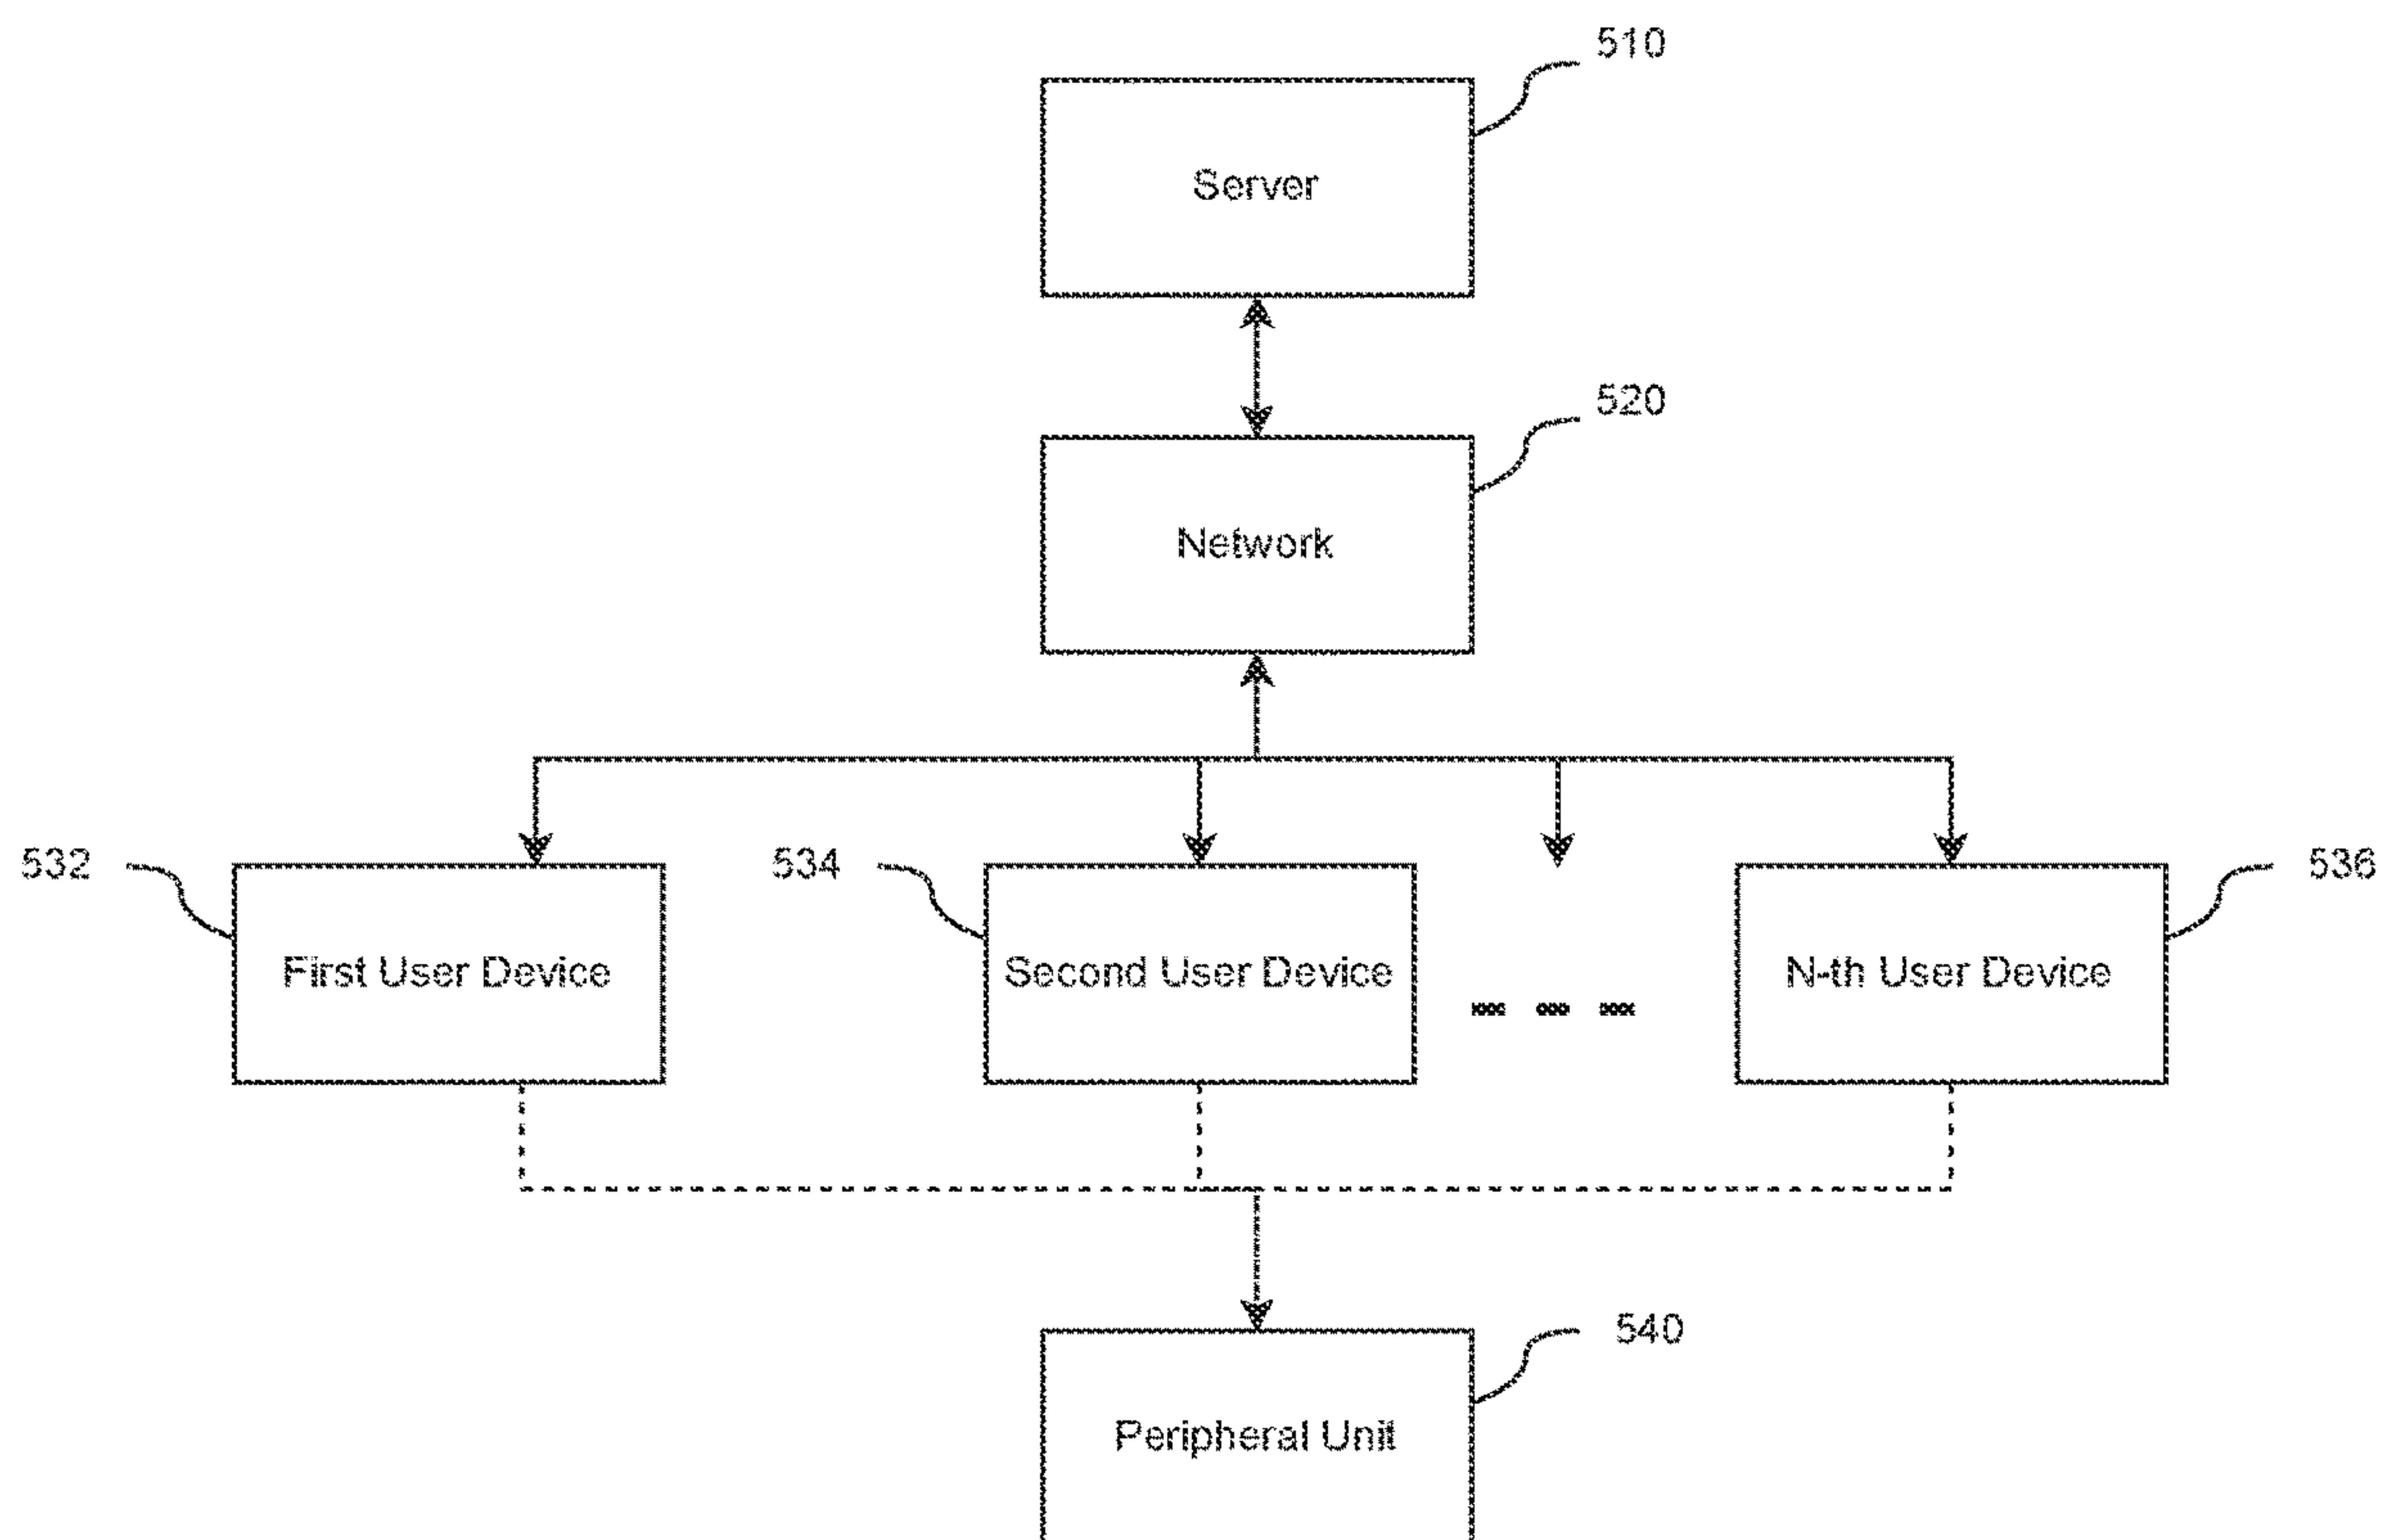 510
Server
520
Network
532
534
536
First User Device
Second User Device
N-th User Device
540
Peripheral Unit